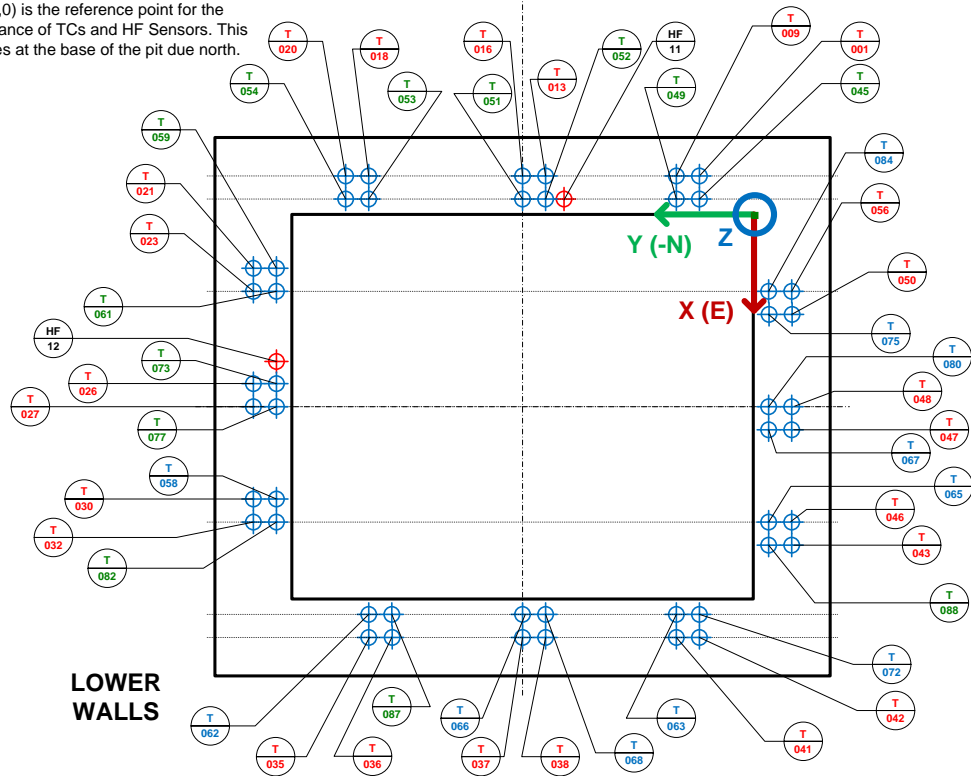 ,0) is the reference point for the
ance of TCs and HF Sensors. This
es at the base of the pit due north.
T
020
T
018
T
016
T
013
T
052
HF
11
T
009
T
001
T
054
T
053
T
051
T
049
T
045
T
059
T
084
T
021
T
056
T
023
T
050
T
061
Y (-N)
Z
X (E)
HF
12
T
075
T
073
T
080
T
026
T
048
T
027
T
047
T
077
T
067
T
058
T
065
T
030
T
046
T
032
T
043
T
082
T
088
LOWER
WALLS
T
062
T
087
T
066
T
063
T
072
T
042
T
035
T
036
T
037
T
038
T
068
T
041